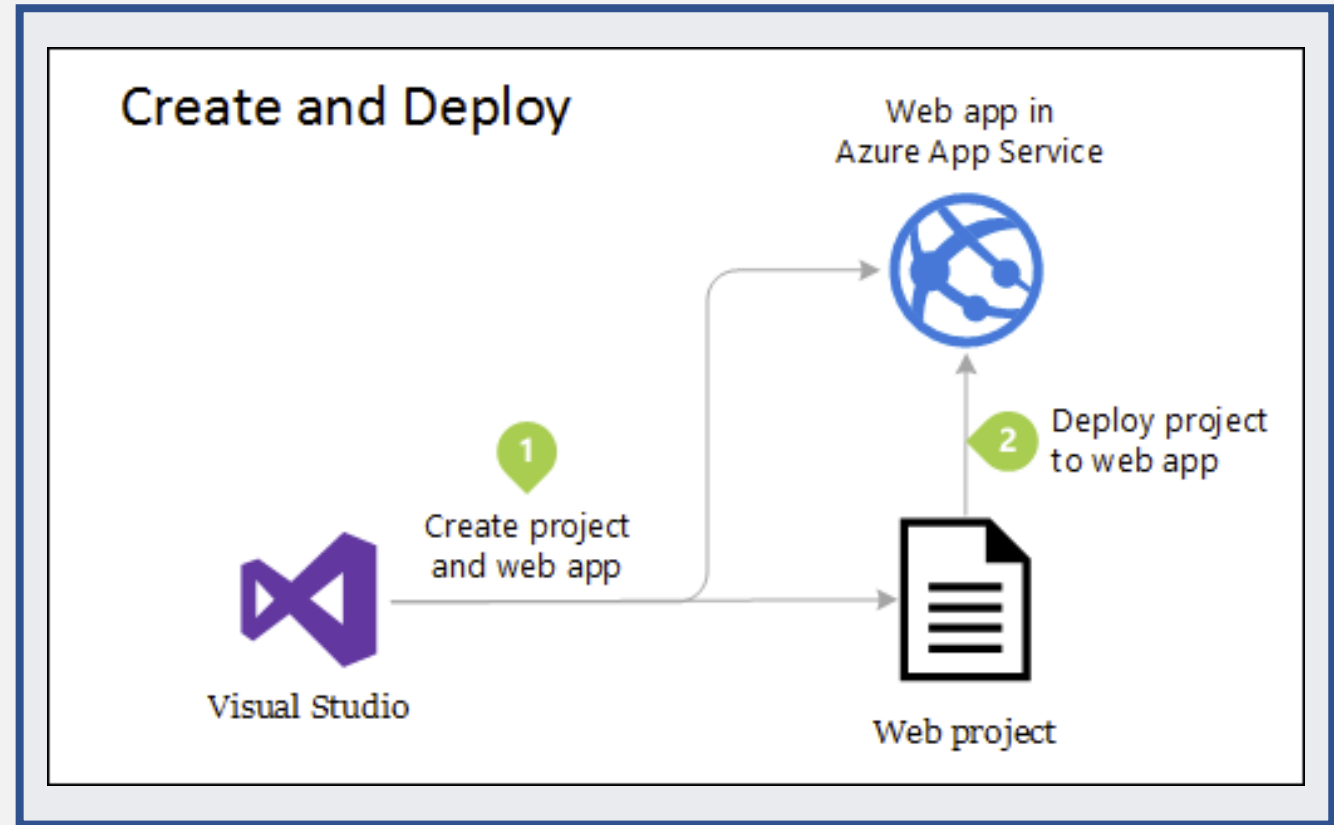 Create and Deploy
Web app in
Azure App Service
1
Create project
and web app
2
Deploy project
to web app
Visual Studio
Web project